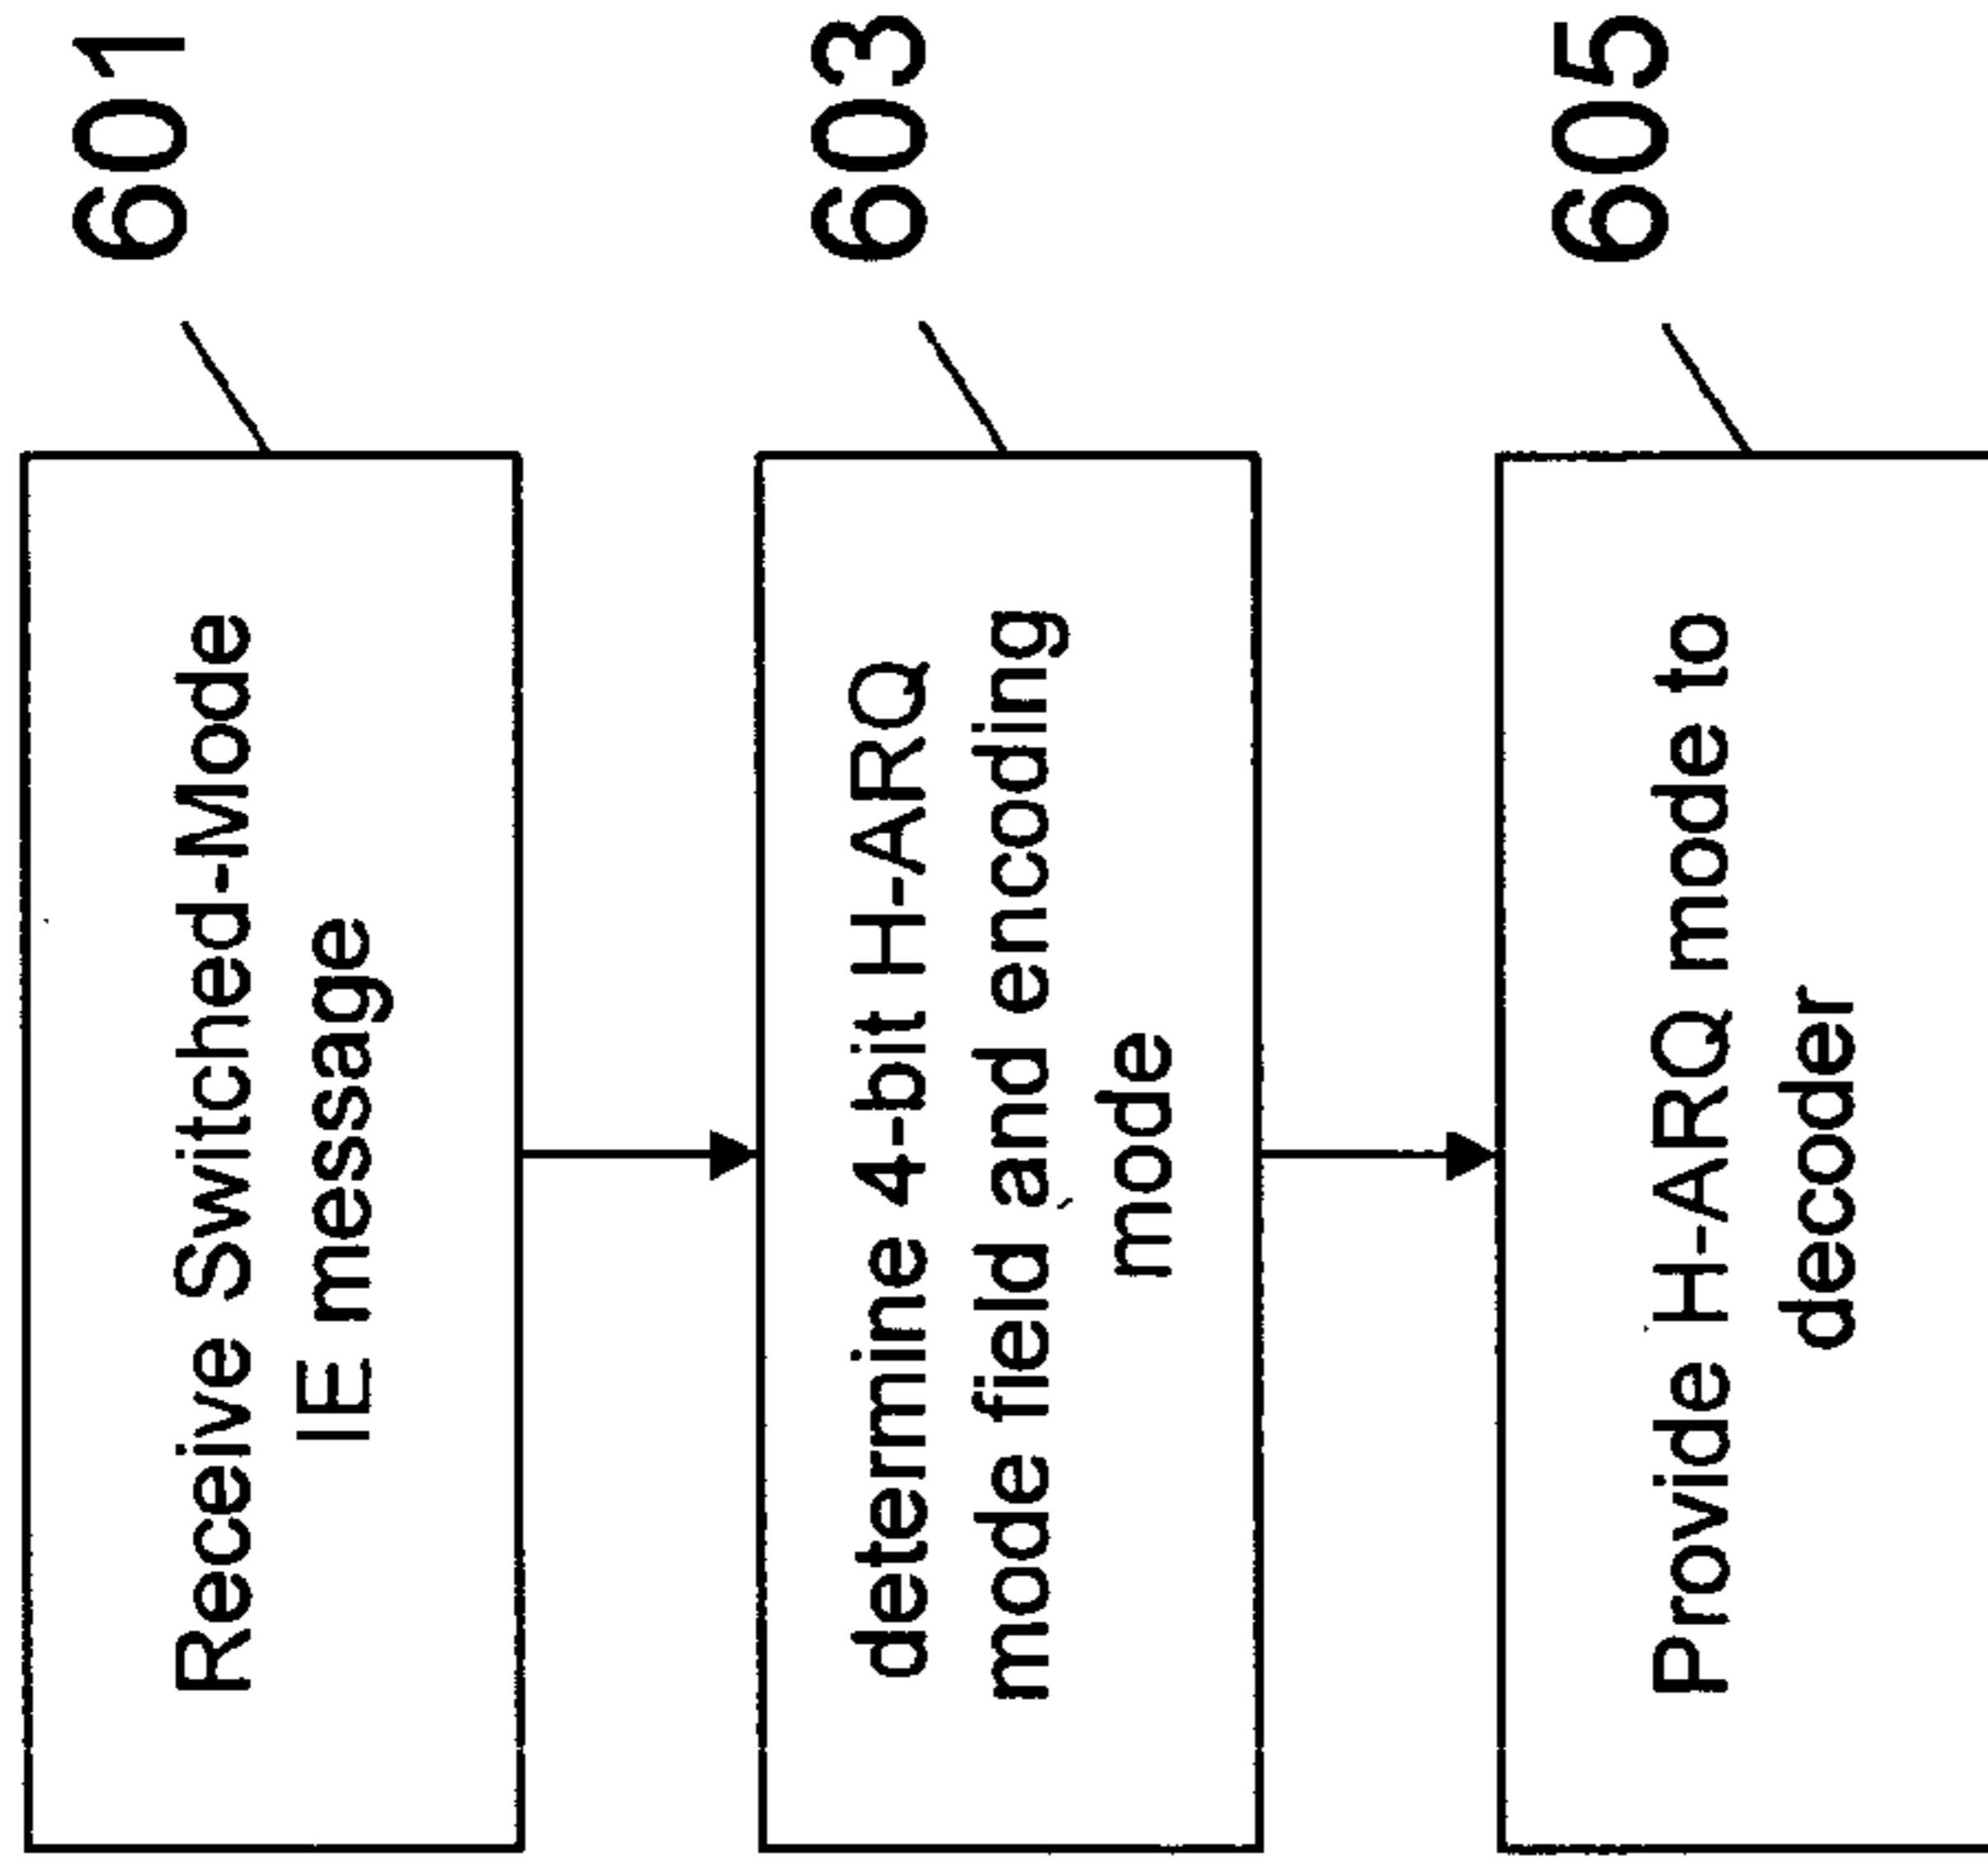 Receive Switched-Mode
IE message
601
determine 4-bit H-ARQ
mode field and encoding
mode
603
Provide H-ARQ mode to
decoder
605